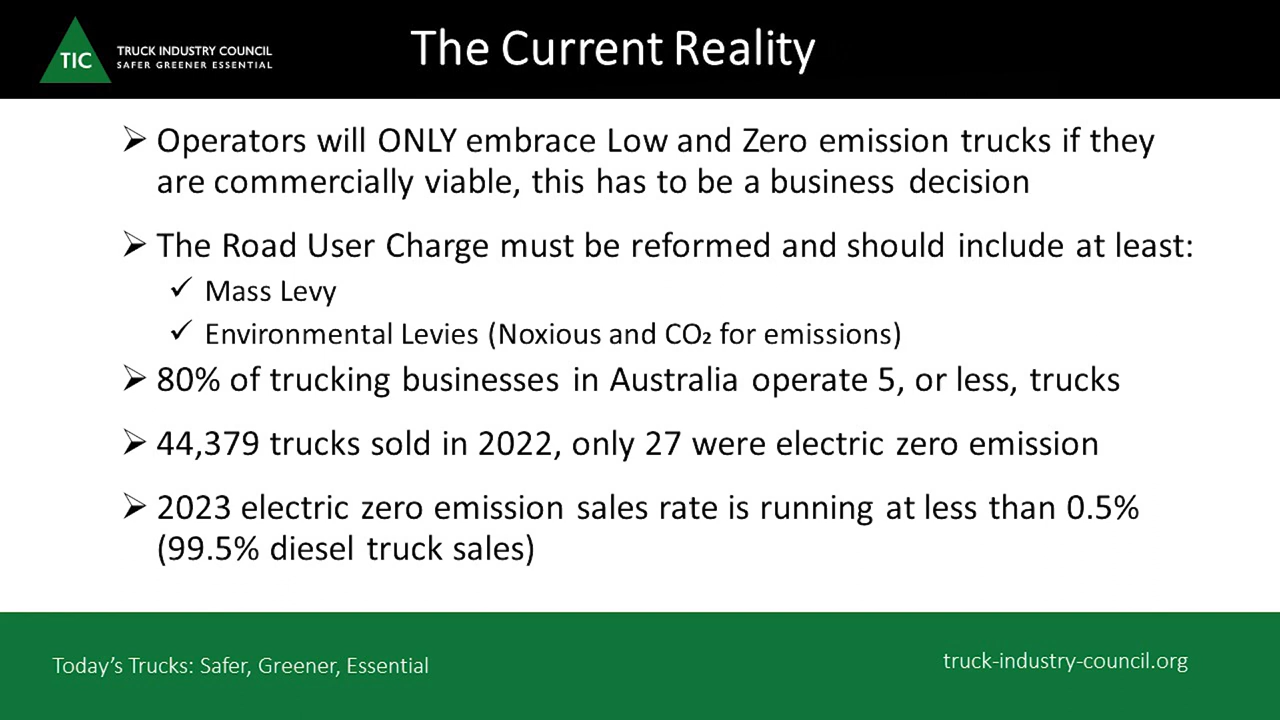 TIC
TRUCK INDUSTRY COUNCIL
SAFER GREENER ESSENTIAL
The Current Reality
➢ Operators will ONLY embrace Low and Zero emission trucks if they
are commercially viable, this has to be a business decision
➢ The Road User Charge must be reformed and should include at least:
✓ Mass Levy
✓ Environmental Levies (Noxious and CO₂ for emissions)
➢ 80% of trucking businesses in Australia operate 5, or less, trucks
➢ 44,379 trucks sold in 2022, only 27 were electric zero emission
➢ 2023 electric zero emission sales rate is running at less than 0.5%
(99.5% diesel truck sales)
Today's Trucks: Safer, Greener, Essential
truck-industry-council.org